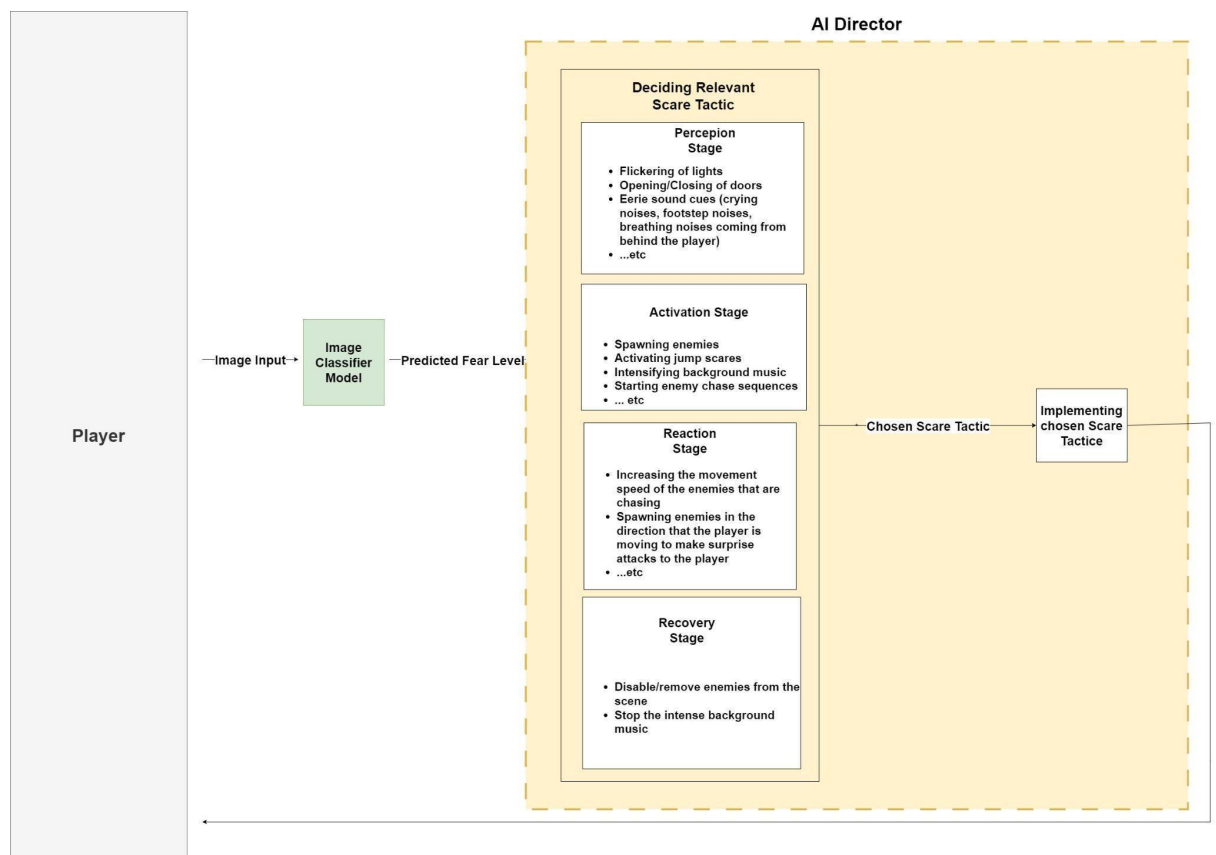 AI Director
Player
Image Input
Image
Classifier
Model
Predicted Fear Level
Deciding Relevant
Scare Tactic
Percepion
Stage
• Flickering of lights
• Opening/Closing of doors
• Eerie sound cues (crying
noises, footstep noises,
breathing noises coming from
behind the player)
• ...etc
Activation Stage
• Spawning enemies
• Activating jump scares
• Intensifying background music
• Starting enemy chase sequences
• ... etc
Reaction
Stage
• Increasing the movement
speed of the enemies that are
chasing
• Spawning enemies in the
direction that the player is
moving to make surprise
attacks to the player
• ...etc
Recovery
Stage
• Disable/remove enemies from the
scene
• Stop the intense background
music
Chosen Scare Tactic
Implementing
chosen Scare
Tactice